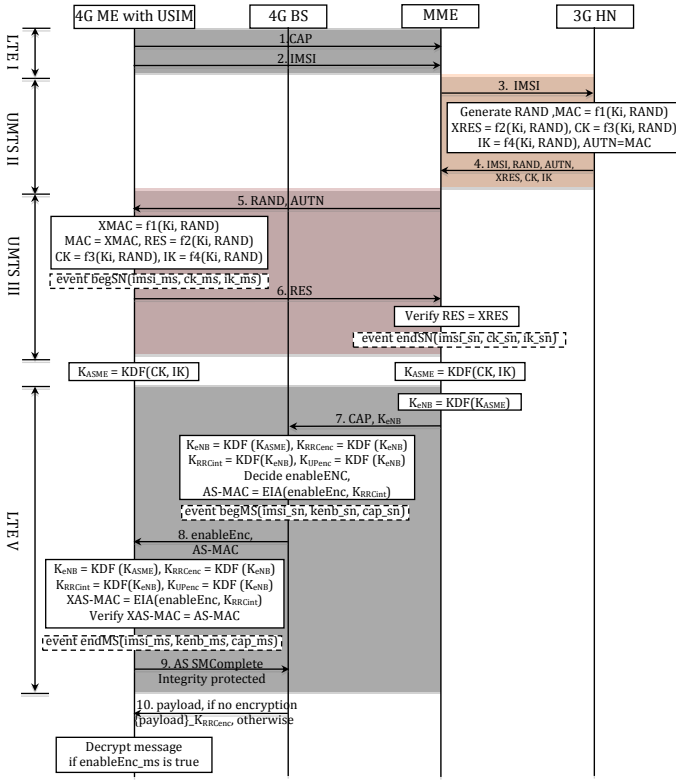 4G ME with USIM
4G BS
MME
3G HN
LTE I
1.CAP
2. IMSI
UMTS II
3. IMSI
Generate RAND ,MAC = f1(Ki, RAND)
XRES = f2(Ki, RAND), CK = f3(Ki, RAND)
IK = f4(Ki, RAND), AUTN=MAC
4. IMSI, RAND, AUTN,
XRES, CK, IK
UMTS III
5. RAND, AUTN
XMAC = f1(Ki, RAND)
MAC = XMAC, RES = f2(Ki, RAND)
CK = f3(Ki, RAND), IK = f4(Ki, RAND)
event begSN(imsi_ms, ck_ms, ik_ms)
6. RES
Verify RES = XRES
event endSN(imsi_sn, ck_sn, ik_sn)
KASME = KDF(CK, IK)
KASME = KDF(CK, IK)
LTE V
KeNB = KDF(KASME)
7. CAP, KeNB
KeNB = KDF (KASME), KRRCenc = KDF (KeNB)
KRRCint = KDF(KeNB), KUPenc = KDF (KeNB)
Decide enableENC,
AS-MAC = EIA(enableEnc, KRRCint)
event begMS(imsi_sn, kenb_sn, cap_sn)
8. enableEnc,
AS-MAC
KeNB = KDF (KASME), KRRCenc = KDF (KeNB)
KRRCint = KDF(KeNB), KUPenc = KDF (KeNB)
XAS-MAC = EIA(enableEnc, KRRCint)
Verify XAS-MAC = AS-MAC
event endMS(imsi_ms, kenb_ms, cap_ms)
9. AS SMComplete
Integrity protected
10. payload, if no encryption
{payload}_KRRCenc, otherwise
Decrypt message
if enableEnc_ms is true